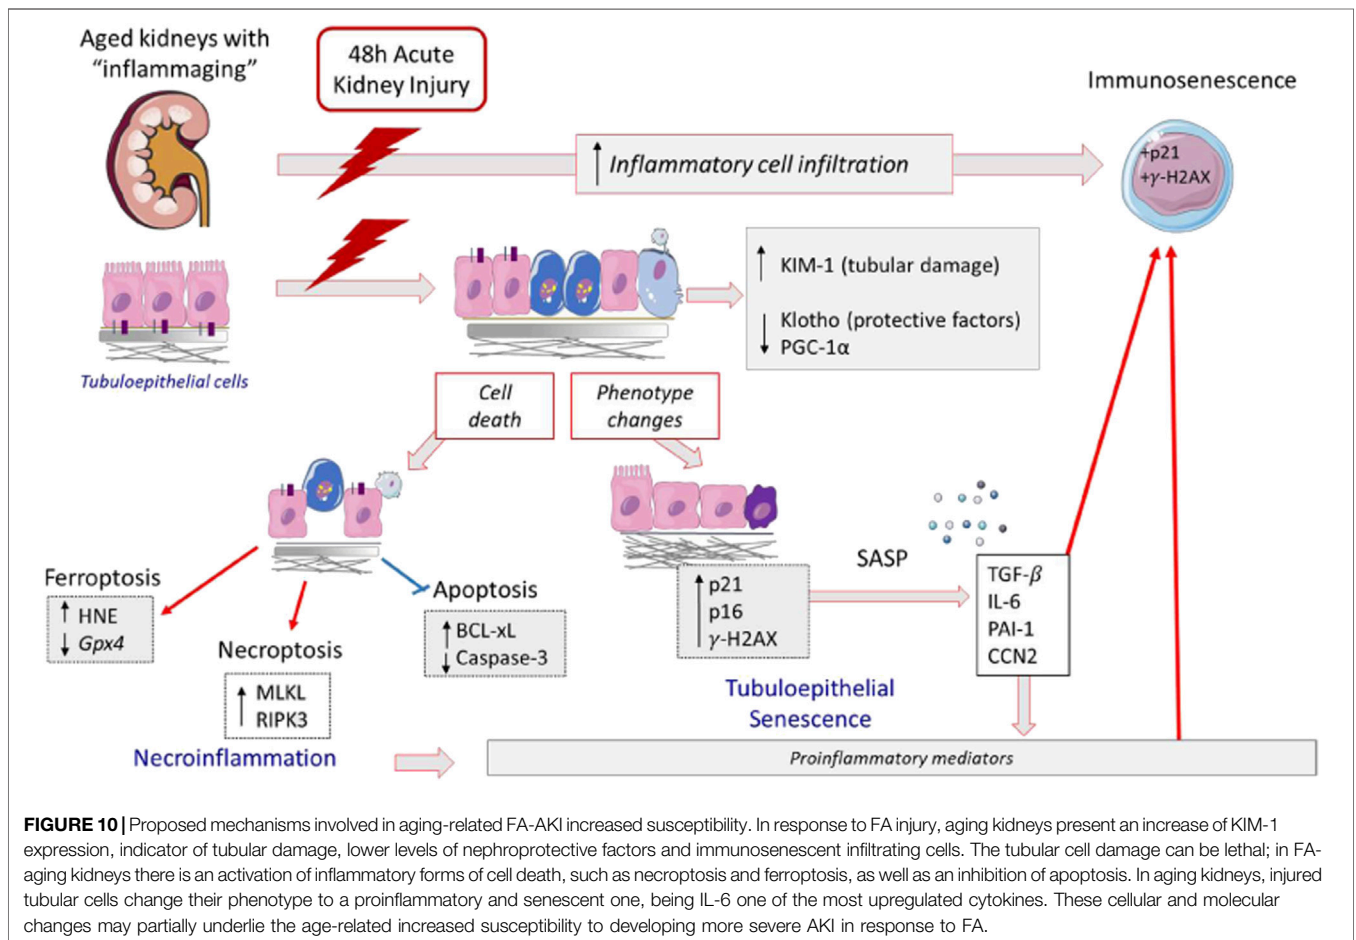 Aged kidneys with
“inflammaging”
48h Acute
Kidney Injury
Immunosenescence
Inflammatory cell infiltration
+p21
+γ-H2AX
KIM-1 (tubular damage)
Klotho (protective factors)
PGC-1α
Tubuloepithelial cells
Cell
death
Phenotype
changes
Ferroptosis
HNE
Gpx4
Necroptosis
MLKL
RIPK3
Apoptosis
BCL-xL
Caspase-3
p21
p16
γ-H2AX
SASP
TGF-β
IL-6
PAI-1
CCN2
Tubuloepithelial
Senescence
Necroinflammation
Proinflammatory mediators
FIGURE 10 | Proposed mechanisms involved in aging-related FA-AKI increased susceptibility. In response to FA injury, aging kidneys present an increase of KIM-1
expression, indicator of tubular damage, lower levels of nephroprotective factors and immunosenescent infiltrating cells. The tubular cell damage can be lethal; in FA-
aging kidneys there is an activation of inflammatory forms of cell death, such as necroptosis and ferroptosis, as well as an inhibition of apoptosis. In aging kidneys, injured
tubular cells change their phenotype to a proinflammatory and senescent one, being IL-6 one of the most upregulated cytokines. These cellular and molecular
changes may partially underlie the age-related increased susceptibility to developing more severe AKI in response to FA.